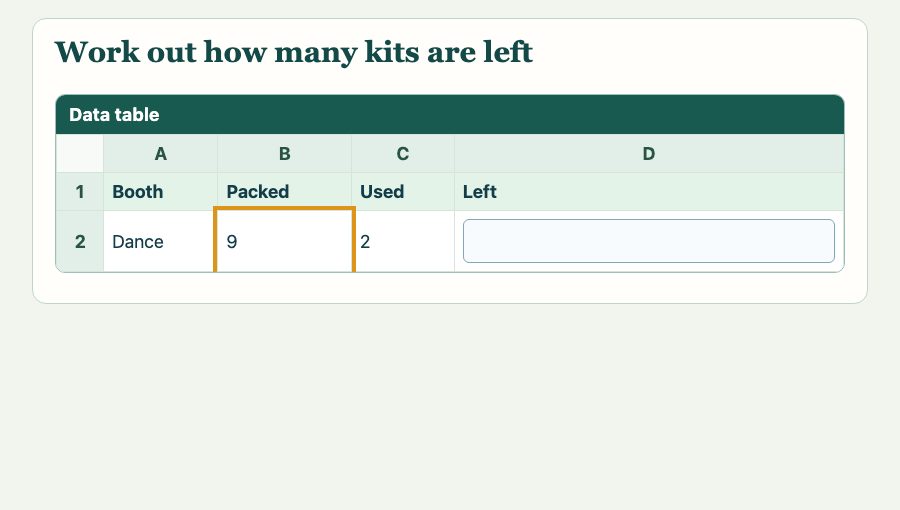 Work out how many kits are left
Data table
A B C D
1 Booth Packed Used Left
2 Dance 9 2